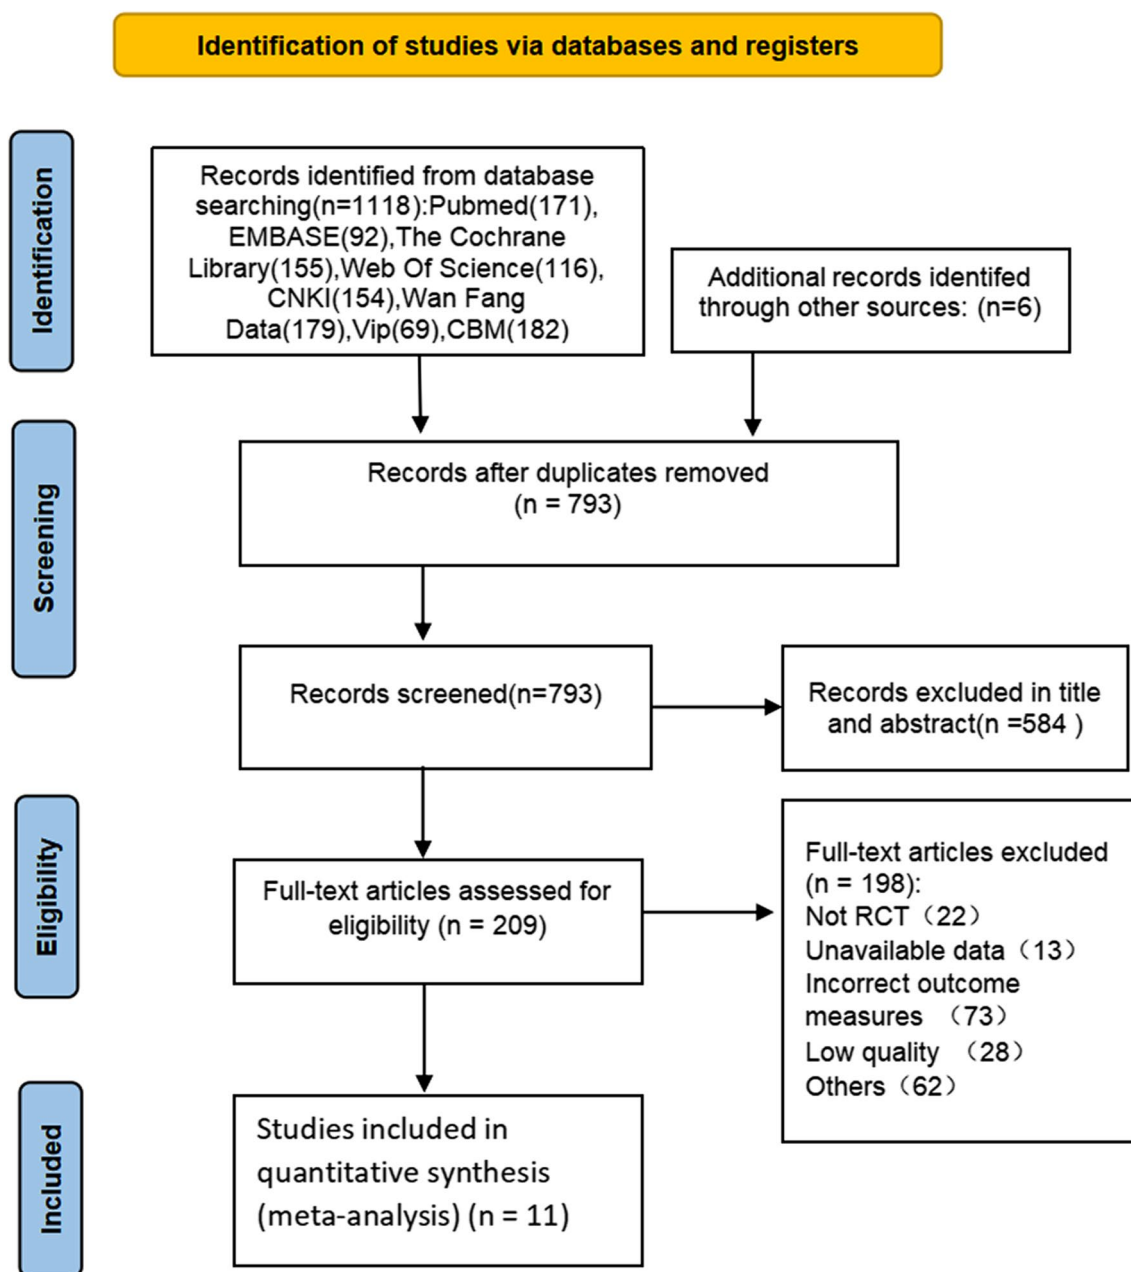 Identification of studies via databases and registers
Identification
Records identified from database
searching(n=1118):Pubmed(171),
EMBASE(92),The Cochrane
Library(155),Web Of Science(116),
CNKI(154),Wan Fang
Data(179),Vip(69),CBM(182)
Additional records identifed
through other sources: (n=6)
Screening
Records after duplicates removed
(n = 793)
Records screened(n=793)
Records excluded in title
and abstract(n =584 )
Eligibility
Full-text articles assessed for
eligibility (n = 209)
Full-text articles excluded
(n = 198):
Not RCT（22）
Unavailable data（13）
Incorrect outcome
measures （73）
Low quality （28）
Others（62）
Included
Studies included in
quantitative synthesis
(meta-analysis) (n = 11)